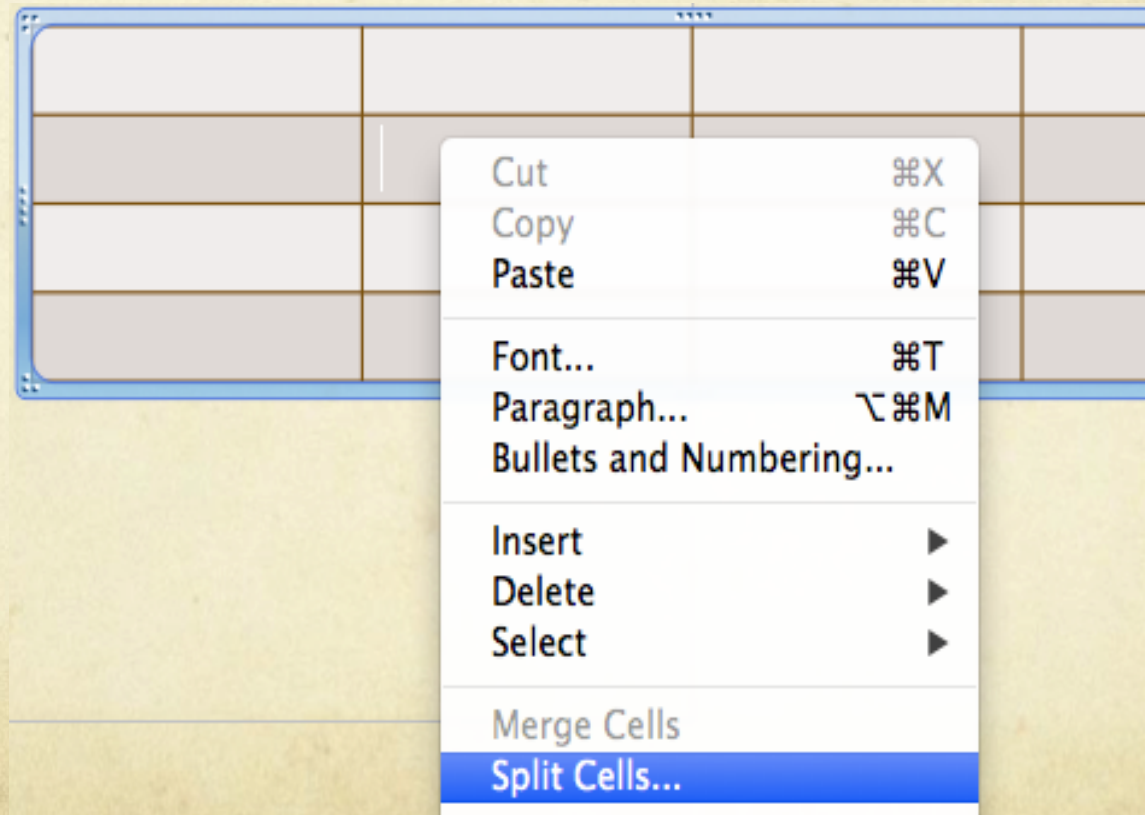 Cut ⌘X
Copy ⌘C
Paste ⌘V
Font... ⌘T
Paragraph... ⌥⌘M
Bullets and Numbering...
Insert ▶
Delete ▶
Select ▶
Merge Cells
Split Cells...